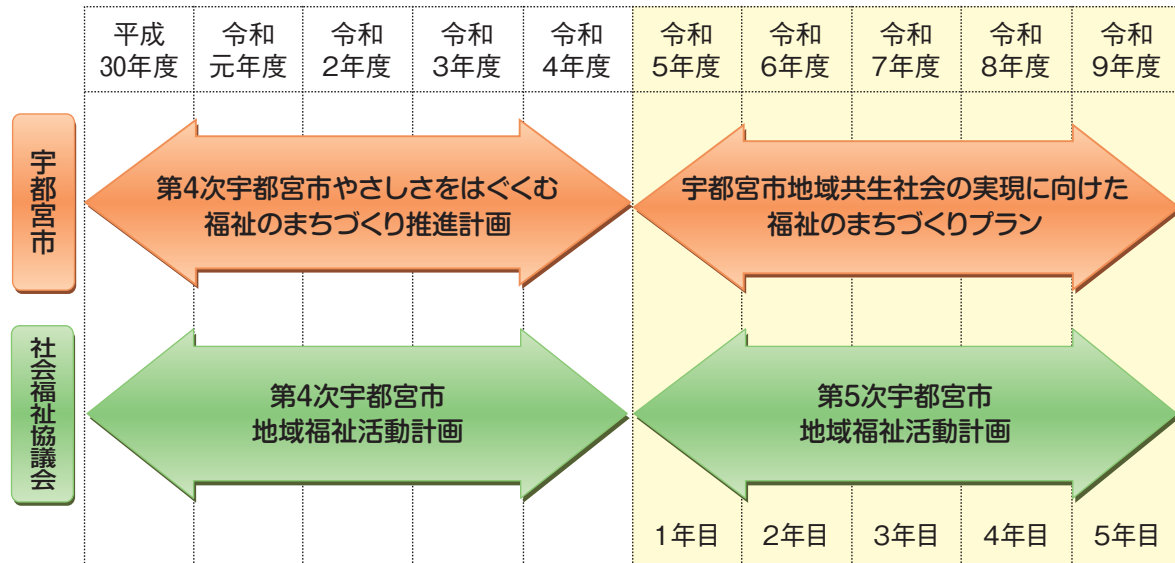 平成
30年度
令和
元年度
令和
2年度
令和
3年度
令和
4年度
令和
5年度
令和
6年度
令和
7年度
令和
8年度
令和
9年度
宇都宮市
第4次宇都宮市やさしさをはぐくむ
福祉のまちづくり推進計画
宇都宮市地域共生社会の実現に向けた
福祉のまちづくりプラン
社会福祉協議会
第4次宇都宮市
地域福祉活動計画
第5次宇都宮市
地域福祉活動計画
1年目
2年目
3年目
4年目
5年目